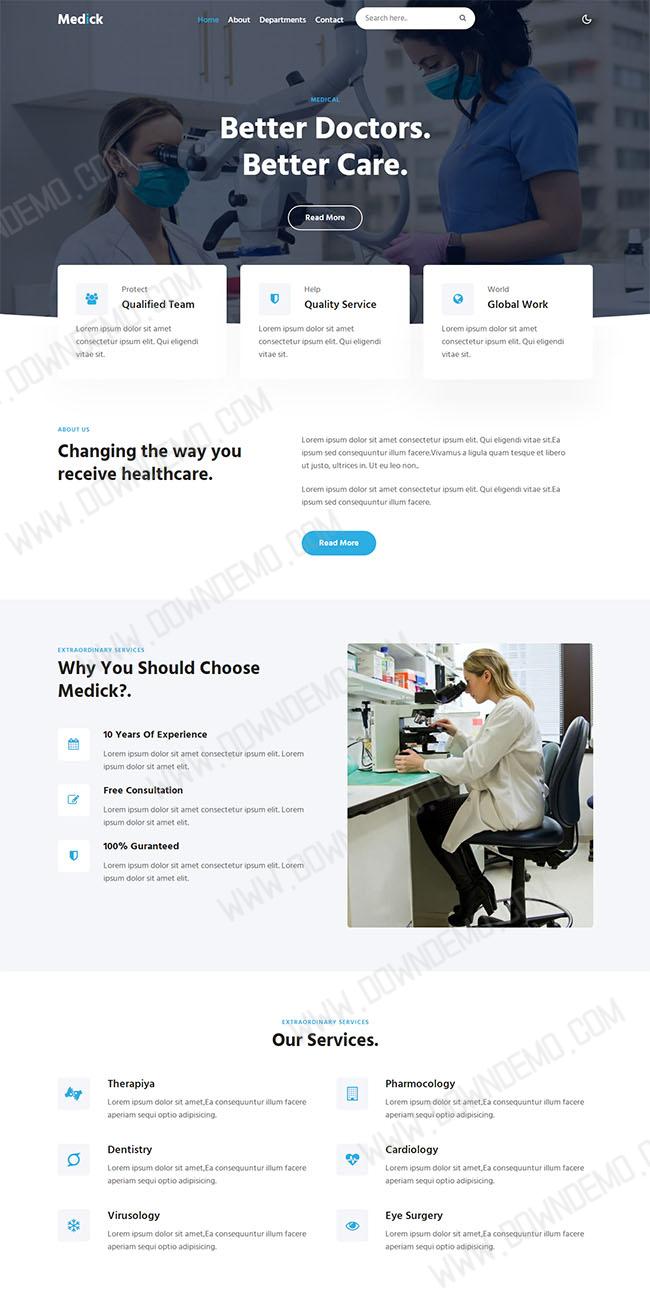 Medick
Home About Departments Contact Search here..
MEDICAL
Better Doctors.
Better Care.
Read More
Protect
Qualified Team
Lorem ipsum dolor sit amet
consectetur ipsum elit. Qui eligendi
vitae sit.
Help
Quality Service
Lorem ipsum dolor sit amet
consectetur ipsum elit. Qui eligendi
vitae sit.
World
Global Work
Lorem ipsum dolor sit amet
consectetur ipsum elit. Qui eligendi
vitae sit.
ABOUT US
Changing the way you
receive healthcare.
Lorem ipsum dolor sit amet consectetur ipsum elit. Qui eligendi vitae sit.Ea
ipsum sed consequuntur illum facere.Vivamus a ligula quam tesque et libero
ut justo, ultrices in. Ut eu leo non..
Lorem ipsum dolor sit amet consectetur ipsum elit. Qui eligendi vitae sit.Ea
ipsum sed consequuntur illum facere.
Read More
EXTRAORDINARY SERVICES
Why You Should Choose
Medick?.
10 Years Of Experience
Lorem ipsum dolor sit amet consectetur ipsum elit. Lorem
ipsum dolor sit amet elit.
Free Consultation
Lorem ipsum dolor sit amet consectetur ipsum elit. Lorem
ipsum dolor sit amet elit.
100% Guranteed
Lorem ipsum dolor sit amet consectetur ipsum elit. Lorem
ipsum dolor sit amet elit.
EXTRAORDINARY SERVICES
Our Services.
Therapiya
Lorem ipsum dolor sit amet,Ea consequuntur illum facere
aperiam sequi optio adipisicing.
Pharmocology
Lorem ipsum dolor sit amet,Ea consequuntur illum facere
aperiam sequi optio adipisicing.
Dentistry
Lorem ipsum dolor sit amet,Ea consequuntur illum facere
aperiam sequi optio adipisicing.
Cardiology
Lorem ipsum dolor sit amet,Ea consequuntur illum facere
aperiam sequi optio adipisicing.
Virusology
Lorem ipsum dolor sit amet,Ea consequuntur illum facere
aperiam sequi optio adipisicing.
Eye Surgery
Lorem ipsum dolor sit amet,Ea consequuntur illum facere
aperiam sequi optio adipisicing.
WWW.DOWNDEMO.COM
WWW.DOWNDEMO.COM
WWW.DOWNDEMO.COM
WWW.DOWNDEMO.COM